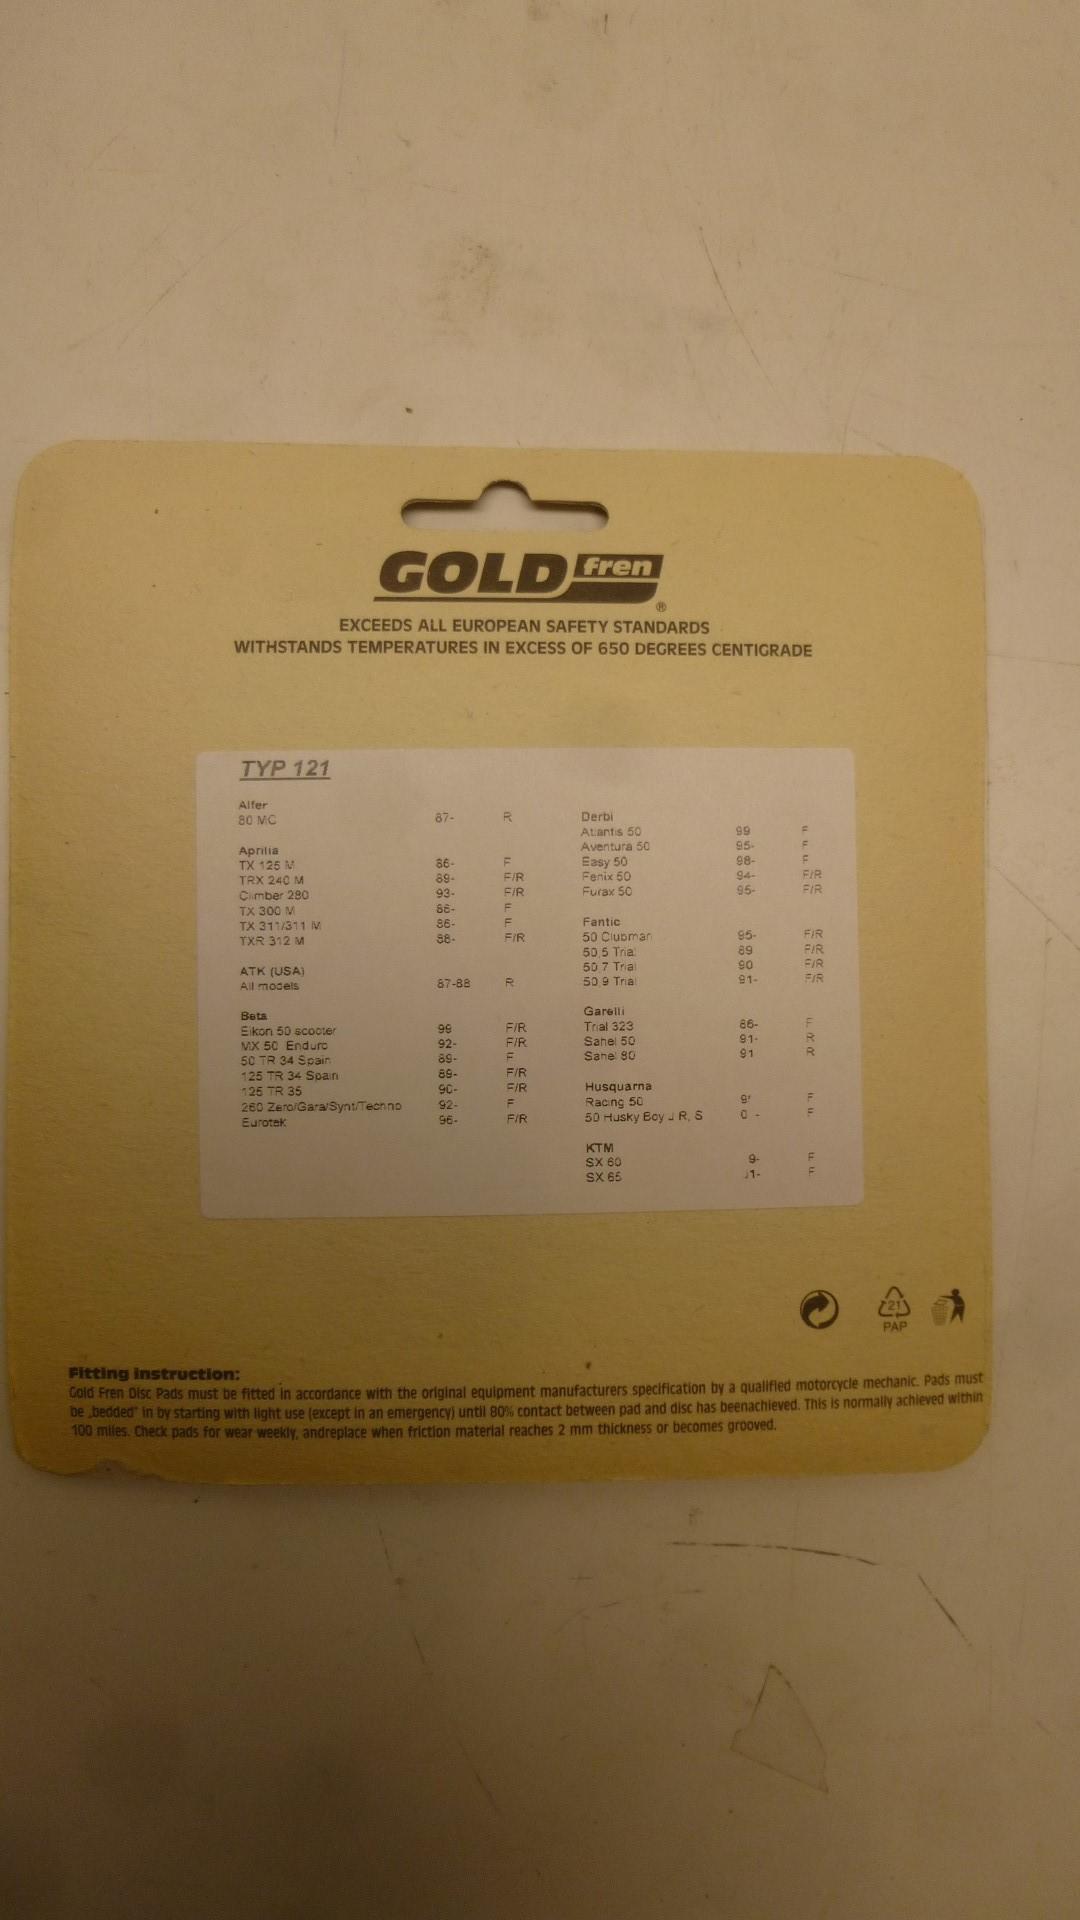 GOLD fren ®
EXCEEDS ALL EUROPEAN SAFETY STANDARDS
WITHSTANDS TEMPERATURES IN EXCESS OF 650 DEGREES CENTIGRADE
TYP 121
Alfer
80 MC 87- R
Aprilia
TX 125 M 86- F
TRX 240 M 89- F/R
Climber 280 93- F/R
TX 300 M 86- F
TX 311/311 M 86- F
TXR 312 M 88- F/R
ATK (USA)
All models 87-88 R
Beta
Eikon 50 scooter 99 F/R
MX 50 Enduro 92- F/R
50 TR 34 Spain 89- F
125 TR 34 Spain 89- F/R
125 TR 35 90- F/R
260 Zero/Gara/Synt/Techno 92- F
Eurotek 96- F/R
Derbi
Atlantis 50 99 F
Aventura 50 95- F
Easy 50 98- F
Fenix 50 94- F/R
Furax 50 95- F/R
Fantic
50 Clubman 95- F/R
50,5 Trial 89 F/R
50,7 Trial 90 F/R
50,9 Trial 91- F/R
Garelli
Trial 323 86- F
Sahel 50 91- R
Sahel 80 91 R
Husquarna
Racing 50 F
50 Husky Boy J R, S F
KTM
SX 60 F
SX 65 F
21
PAP
Fitting instruction:
Gold Fren Disc Pads must be fitted in accordance with the original equipment manufacturers specification by a qualified motorcycle mechanic. Pads must
be „bedded" in by starting with light use (except in an emergency) until 80% contact between pad and disc has beenachieved. This is normally achieved within
100 miles. Check pads for wear weekly, andreplace when friction material reaches 2 mm thickness or becomes grooved.